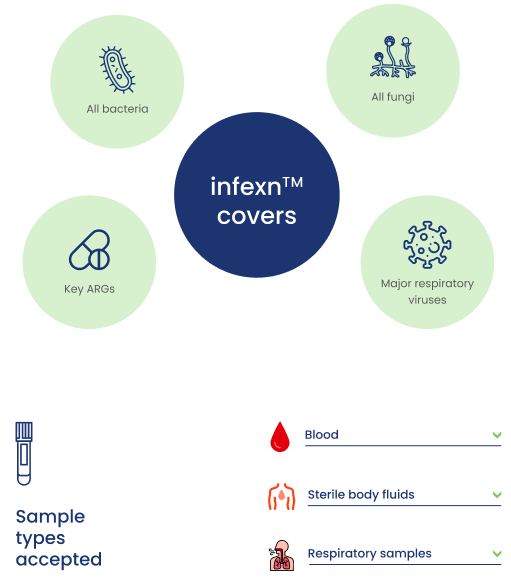 All bacteria
All fungi
infexn™
covers
Key ARGs
Major respiratory
viruses
Sample
types
accepted
Blood
Sterile body fluids
Respiratory samples